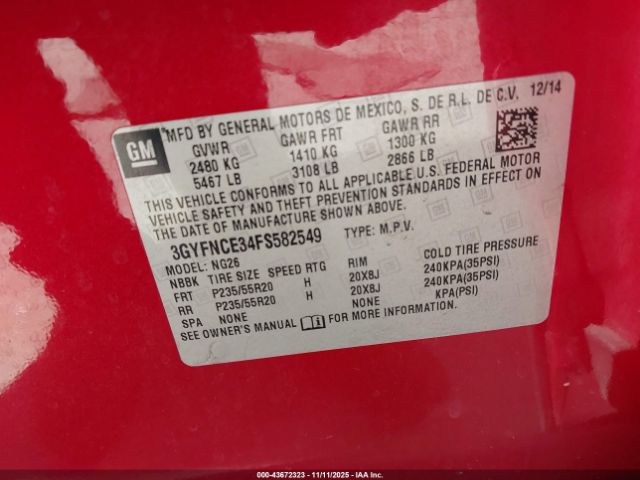 GM
MFD BY GENERAL MOTORS DE MEXICO, S. DE R.L. DE C.V. 12/14
GVWR GAWR FRT GAWR RR
2480 KG 1410 KG 1300 KG
5467 LB 3108 LB 2866 LB
THIS VEHICLE CONFORMS TO ALL APPLICABLE U.S. FEDERAL MOTOR
VEHICLE SAFETY AND THEFT PREVENTION STANDARDS IN EFFECT ON
THE DATE OF MANUFACTURE SHOWN ABOVE.
3GYFNCE34FS582549 TYPE: M.P.V.
MODEL: NG26
NBBK TIRE SIZE SPEED RTG RIM COLD TIRE PRESSURE
FRT P235/55R20 H 20X8J 240KPA(35PSI)
RR P235/55R20 H 20X8J 240KPA(35PSI)
SPA NONE NONE KPA(PSI)
SEE OWNER'S MANUAL FOR MORE INFORMATION.
000-43672323 - 11/11/2025 - IAA Inc.